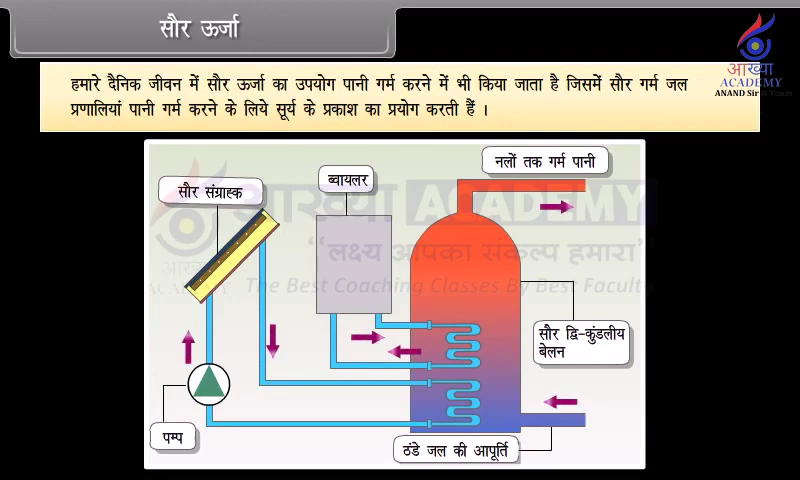 सौर ऊर्जा
आख्या
ACADEMY
ANAND Sir
हमारे दैनिक जीवन में सौर ऊर्जा का उपयोग पानी गर्म करने में भी किया जाता है जिसमें सौर गर्म जल
प्रणालियां पानी गर्म करने के लिये सूर्य के प्रकाश का प्रयोग करती हैं ।
नलों तक गर्म पानी
ब्वायलर
सौर संग्राहक
आख्या ACADEMY
“लक्ष्य आपका संकल्प हमारा”
आख्या
ACADEMY
The Best Coaching Classes By Best Faculty
सौर द्वि-कुंडलीय
बेलन
पम्प
ठंडे जल की आपूर्ति